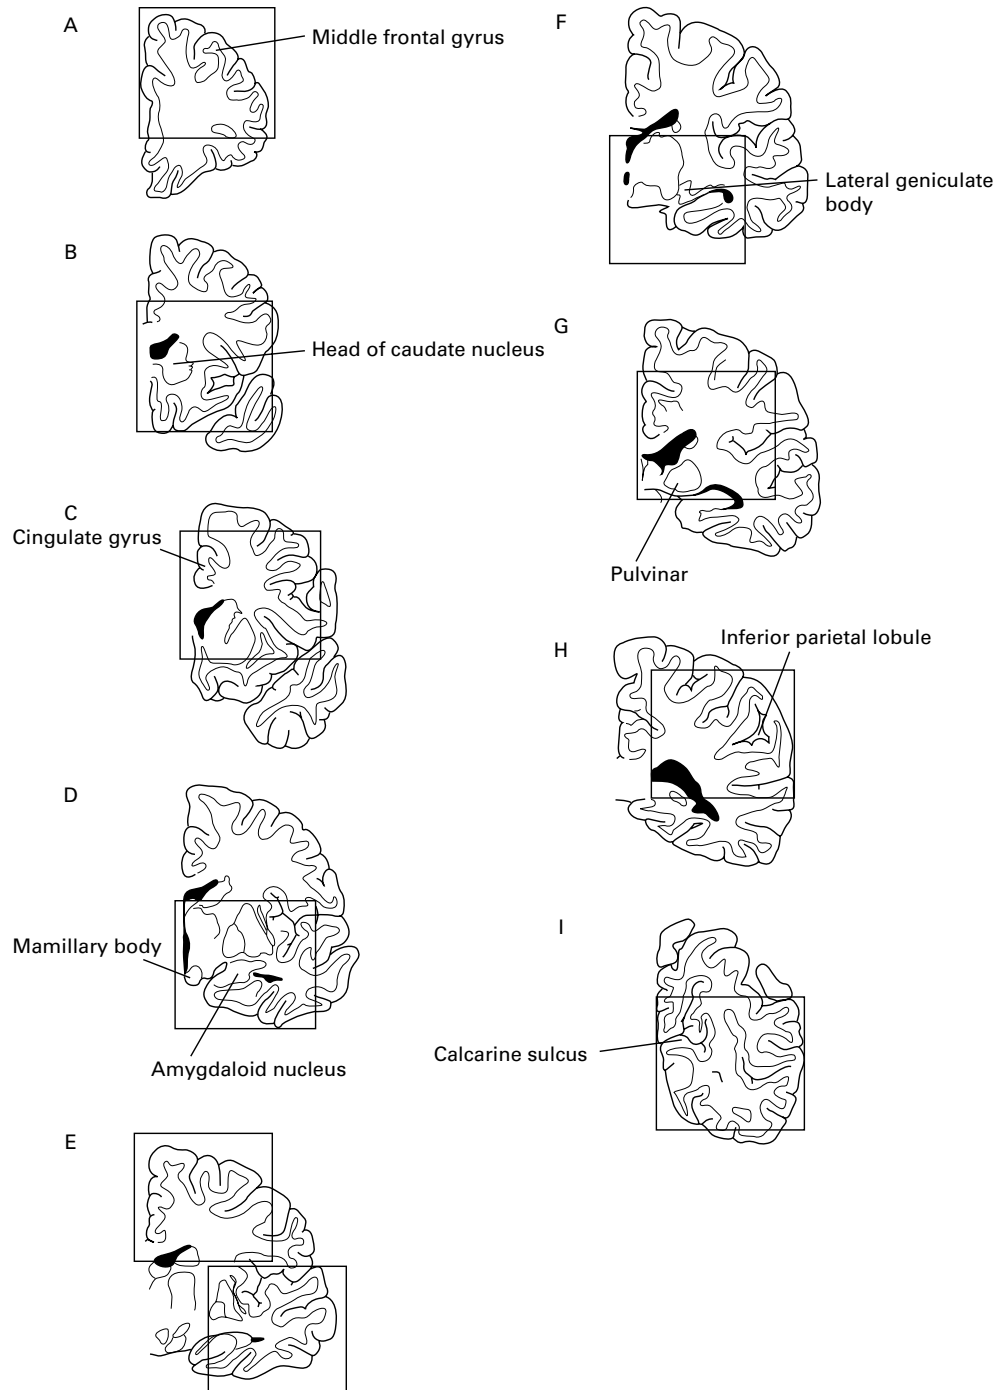 A
Middle frontal gyrus
B
Head of caudate nucleus
C
Cingulate gyrus
D
Mamillary body
Amygdaloid nucleus
E
F
Lateral geniculate
body
G
Pulvinar
H
Inferior parietal lobule
I
Calcarine sulcus